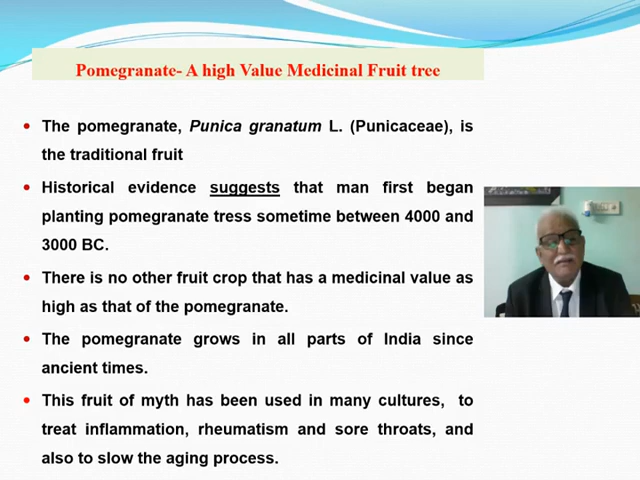 Pomegranate- A high Value Medicinal Fruit tree
The pomegranate, Punica granatum L. (Punicaceae), is
the traditional fruit
Historical evidence suggests that man first began
planting pomegranate tress sometime between 4000 and
3000 BC.
There is no other fruit crop that has a medicinal value as
high as that of the pomegranate.
The pomegranate grows in all parts of India since
ancient times.
This fruit of myth has been used in many cultures, to
treat inflammation, rheumatism and sore throats, and
also to slow the aging process.